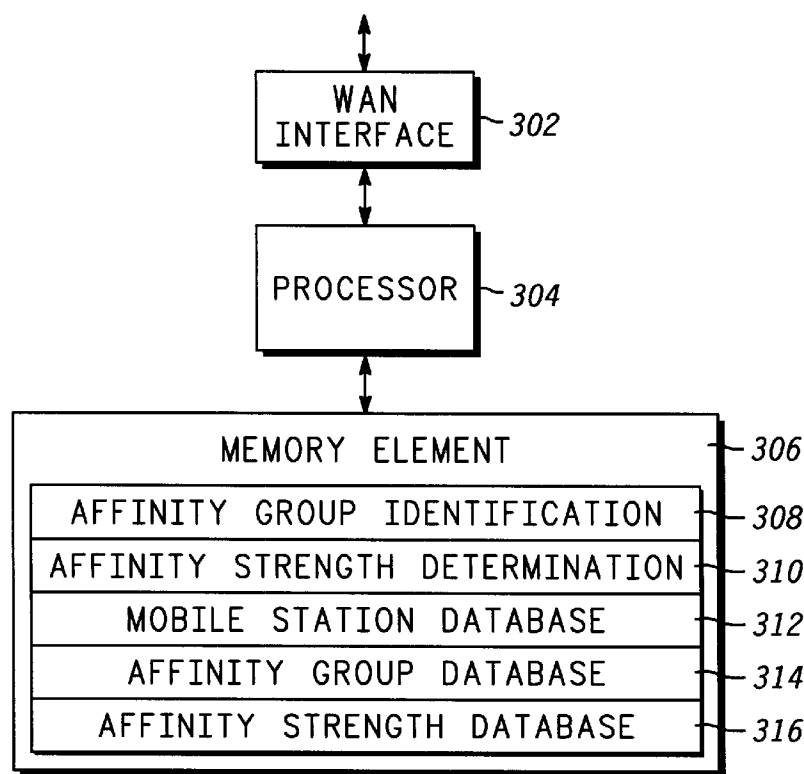 WAN
INTERFACE
302
PROCESSOR
304
MEMORY ELEMENT
306
AFFINITY GROUP IDENTIFICATION
308
AFFINITY STRENGTH DETERMINATION
310
MOBILE STATION DATABASE
312
AFFINITY GROUP DATABASE
314
AFFINITY STRENGTH DATABASE
316